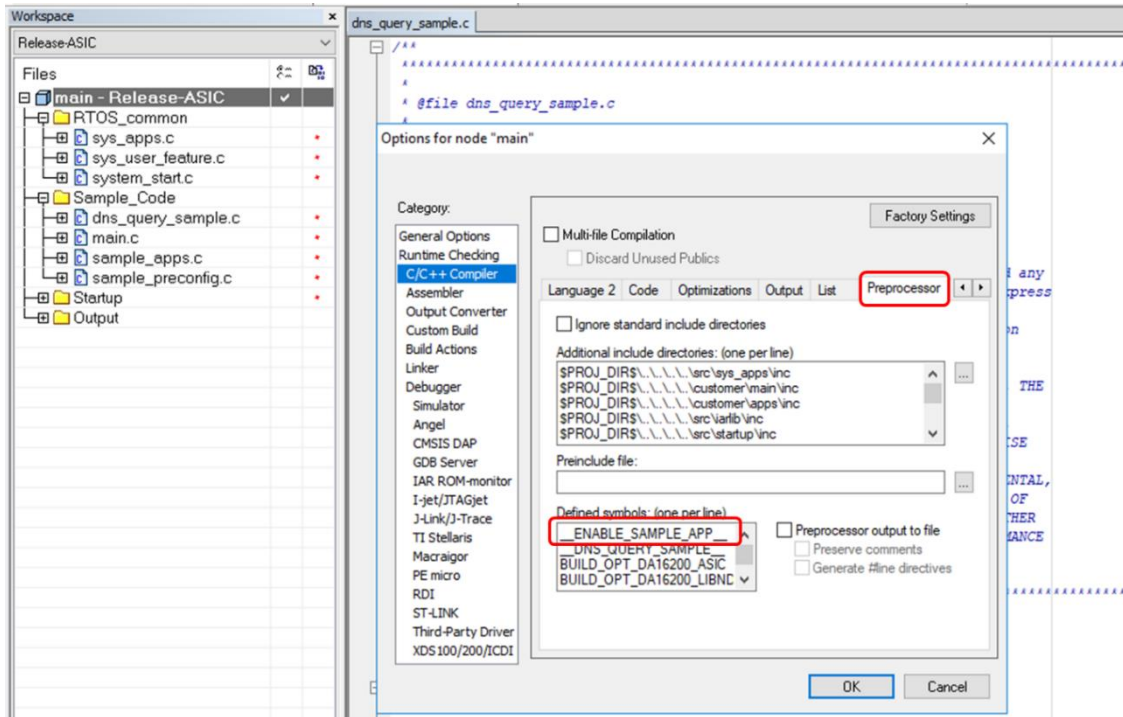 Workspace
Release-ASIC
Files
main - Release-ASIC
RTOS_common
sys_apps.c
sys_user_feature.c
system_start.c
Sample_Code
dns_query_sample.c
main.c
sample_apps.c
sample_preconfig.c
Startup
Output
dns_query_sample.c
/**
* @file dns_query_sample.c
Options for node "main"
Category:
General Options
Runtime Checking
C/C++ Compiler
Assembler
Output Converter
Custom Build
Build Actions
Linker
Debugger
Simulator
Angel
CMSIS DAP
GDB Server
IAR ROM-monitor
I-jet/JTAGjet
J-Link/J-Trace
TI Stellaris
Macraigor
PE micro
RDI
ST-LINK
Third-Party Driver
XDS100/200/ICDI
Factory Settings
Multi-file Compilation
Discard Unused Publics
Language 2 Code Optimizations Output List Preprocessor
Ignore standard include directories
Additional include directories: (one per line)
$PROJ_DIR$\..\..\..\..\src\sys_apps\inc
$PROJ_DIR$\..\..\..\..\customer\main\inc
$PROJ_DIR$\..\..\..\..\customer\apps\inc
$PROJ_DIR$\..\..\..\..\src\iarlib\inc
$PROJ_DIR$\..\..\..\..\src\startup\inc
...
Preinclude file:
...
Defined symbols: (one per line)
__ENABLE_SAMPLE_APP__
__DNS_QUERY_SAMPLE__
BUILD_OPT_DA16200_ASIC
BUILD_OPT_DA16200_LIBND
Preprocessor output to file
Preserve comments
Generate #line directives
OK Cancel
any
THE
OF